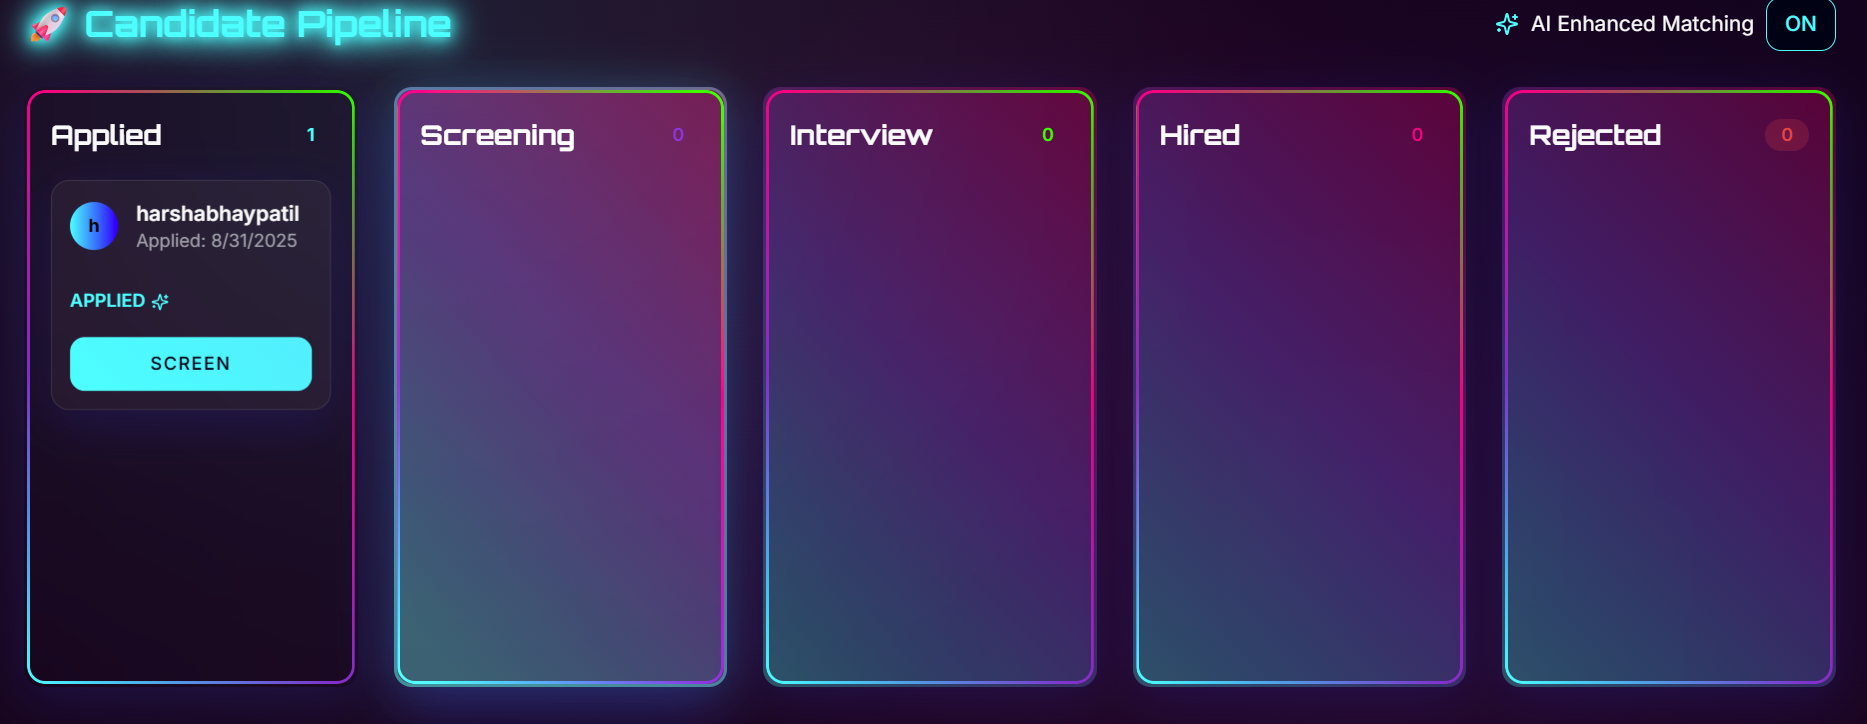 🚀 Candidate Pipeline
AI Enhanced Matching ON
Applied 1
h
harshabhaypatil
Applied: 8/31/2025
APPLIED
SCREEN
Screening 0
Interview 0
Hired 0
Rejected 0